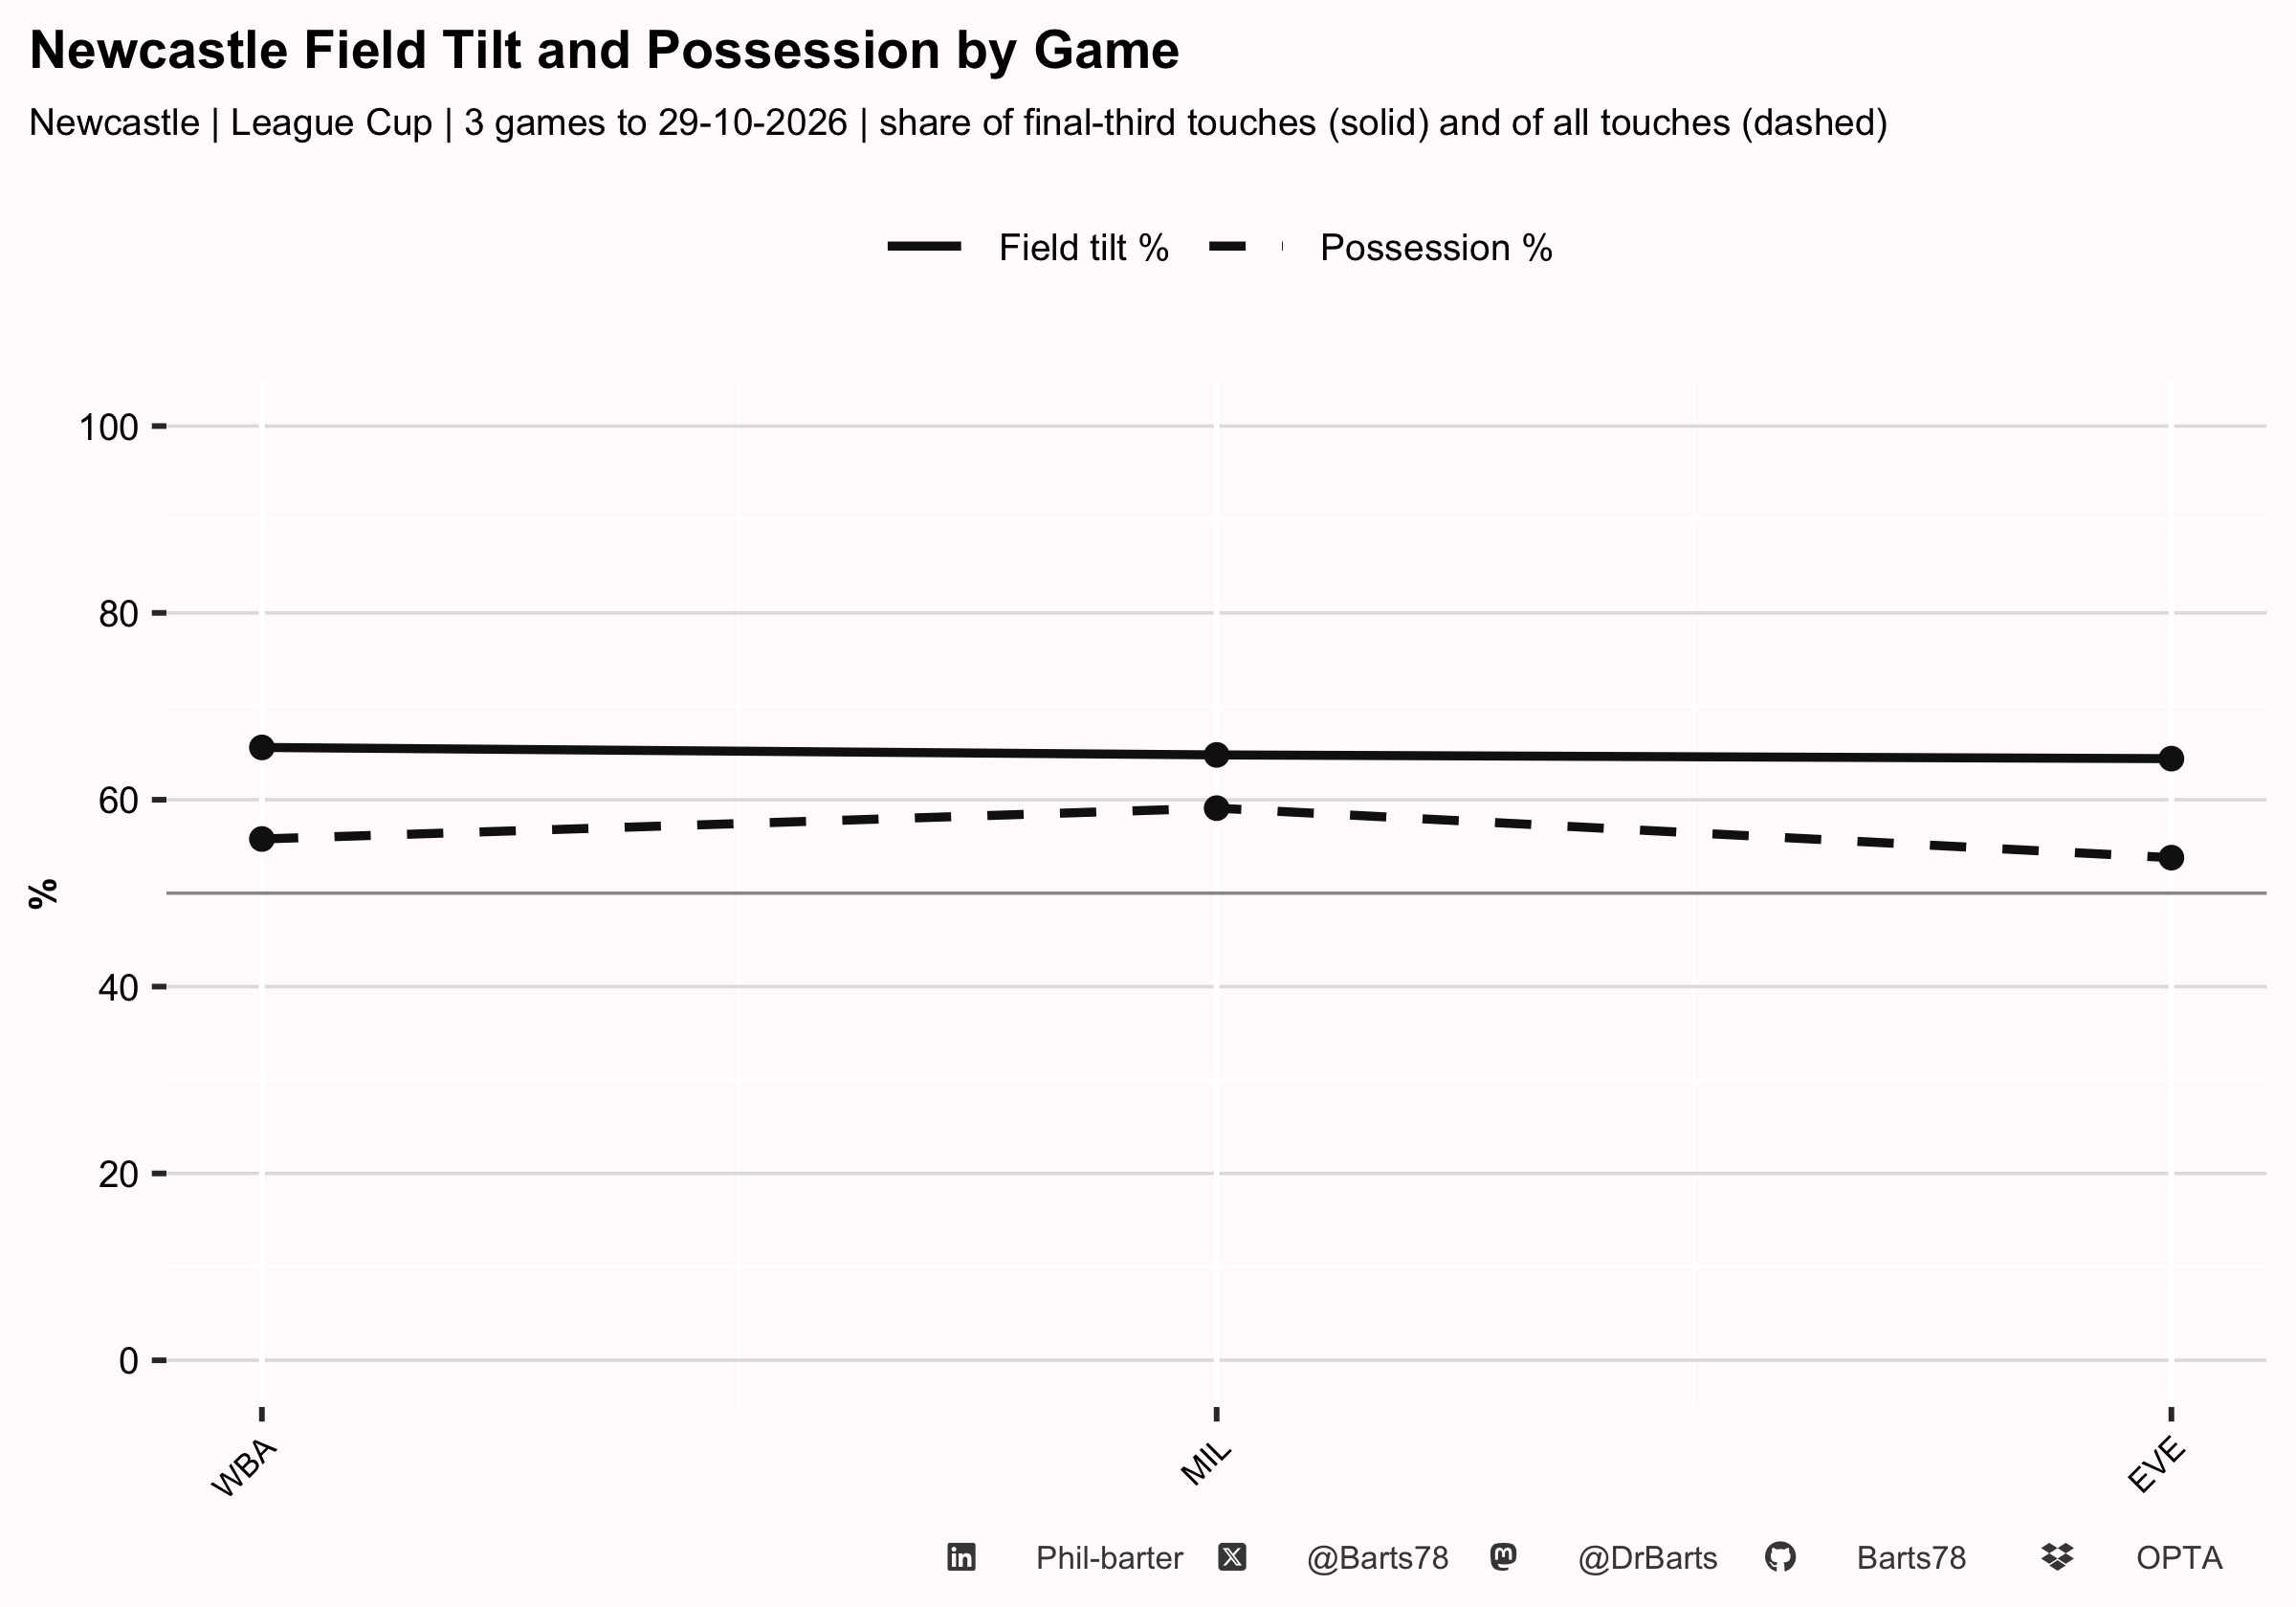 Newcastle Field Tilt and Possession by Game
Newcastle | League Cup | 3 games to 29-10-2026 | share of final-third touches (solid) and of all touches (dashed)
Field tilt % Possession %
100
80
60
40
20
0
%
WBA MIL EVE
Phil-barter @Barts78 @DrBarts Barts78 OPTA